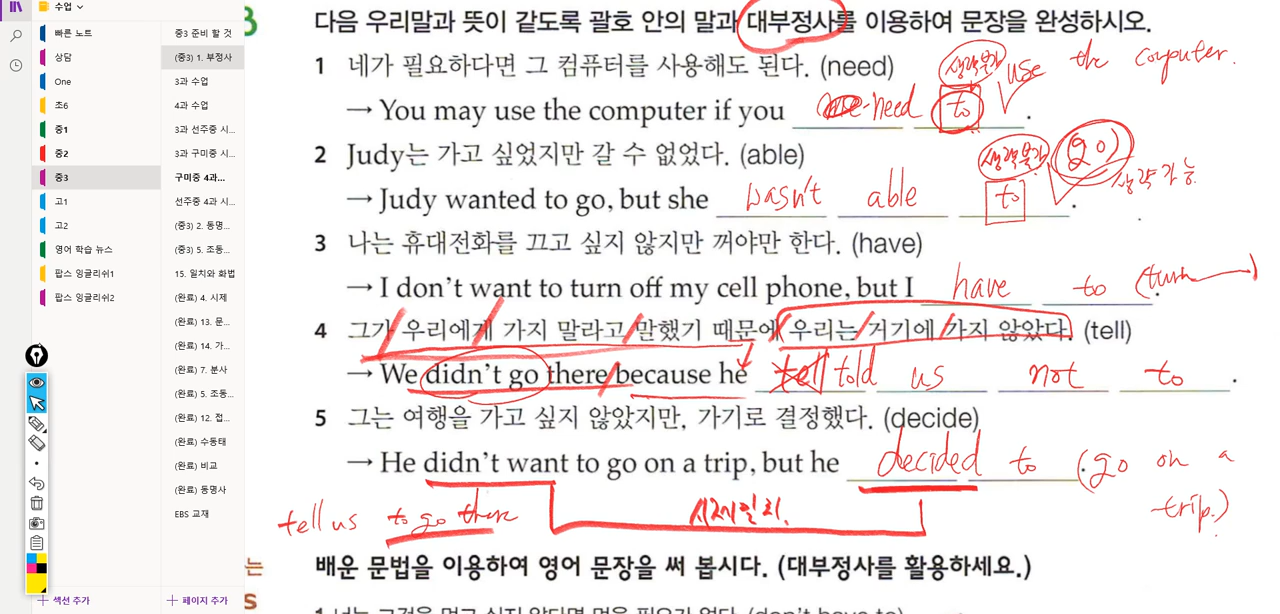 수업
빠른 노트
상담
One
초6
중1
중2
중3
고1
고2
영어 학습 뉴스
팝스 잉글리쉬1
팝스 잉글리쉬2
섹션 추가
중3 준비 할 것
(중3) 1. 부정사
3과 수업
4과 수업
3과 선주중 시...
3과 구미중 시...
구미중 4과...
선주중 4과 시...
(중3) 2. 동명...
(중3) 5. 조동...
15. 일치와 화법
(완료) 4. 시제
(완료) 13. 문...
(완료) 14. 가...
(완료) 7. 분사
(완료) 5. 조동...
(완료) 12. 접...
(완료) 수동태
(완료) 비교
(완료) 동명사
EBS 교재
페이지 추가
다음 우리말과 뜻이 같도록 괄호 안의 말과 대부정사를 이용하여 문장을 완성하시오.
1 네가 필요하다면 그 컴퓨터를 사용해도 된다. (need)
생략불가 use the computer.
→ You may use the computer if you need to.
2 Judy는 가고 싶었지만 갈 수 없었다. (able)
생략불가 (go)
생략가능
→ Judy wanted to go, but she wasn't able to.
3 나는 휴대전화를 끄고 싶지 않지만 꺼야만 한다. (have)
→ I don't want to turn off my cell phone, but I have to (turn
4 그가 우리에게 가지 말라고 말했기 때문에 우리는 거기에 가지 않았다. (tell)
→ We didn't go there because he tell told us not to.
5 그는 여행을 가고 싶지 않았지만, 가기로 결정했다. (decide)
→ He didn't want to go on a trip, but he decided to. (go on a
trip.)
tell us to go there
시제일치.
는
배운 문법을 이용하여 영어 문장을 써 봅시다. (대부정사를 활용하세요.)
s